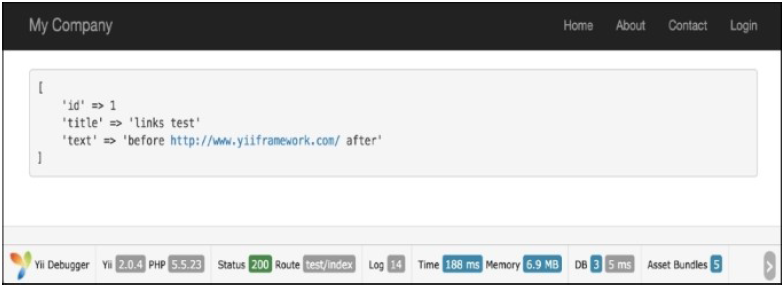 My Company Home About Contact Login
[
'id' => 1
'title' => 'links test'
'text' => 'before http://www.yiiframework.com/ after'
]
Yii Debugger Yii 2.0.4 PHP 5.5.23 Status 200 Route test/index Log 14 Time 188 ms Memory 6.9 MB DB 3 5 ms Asset Bundles 5